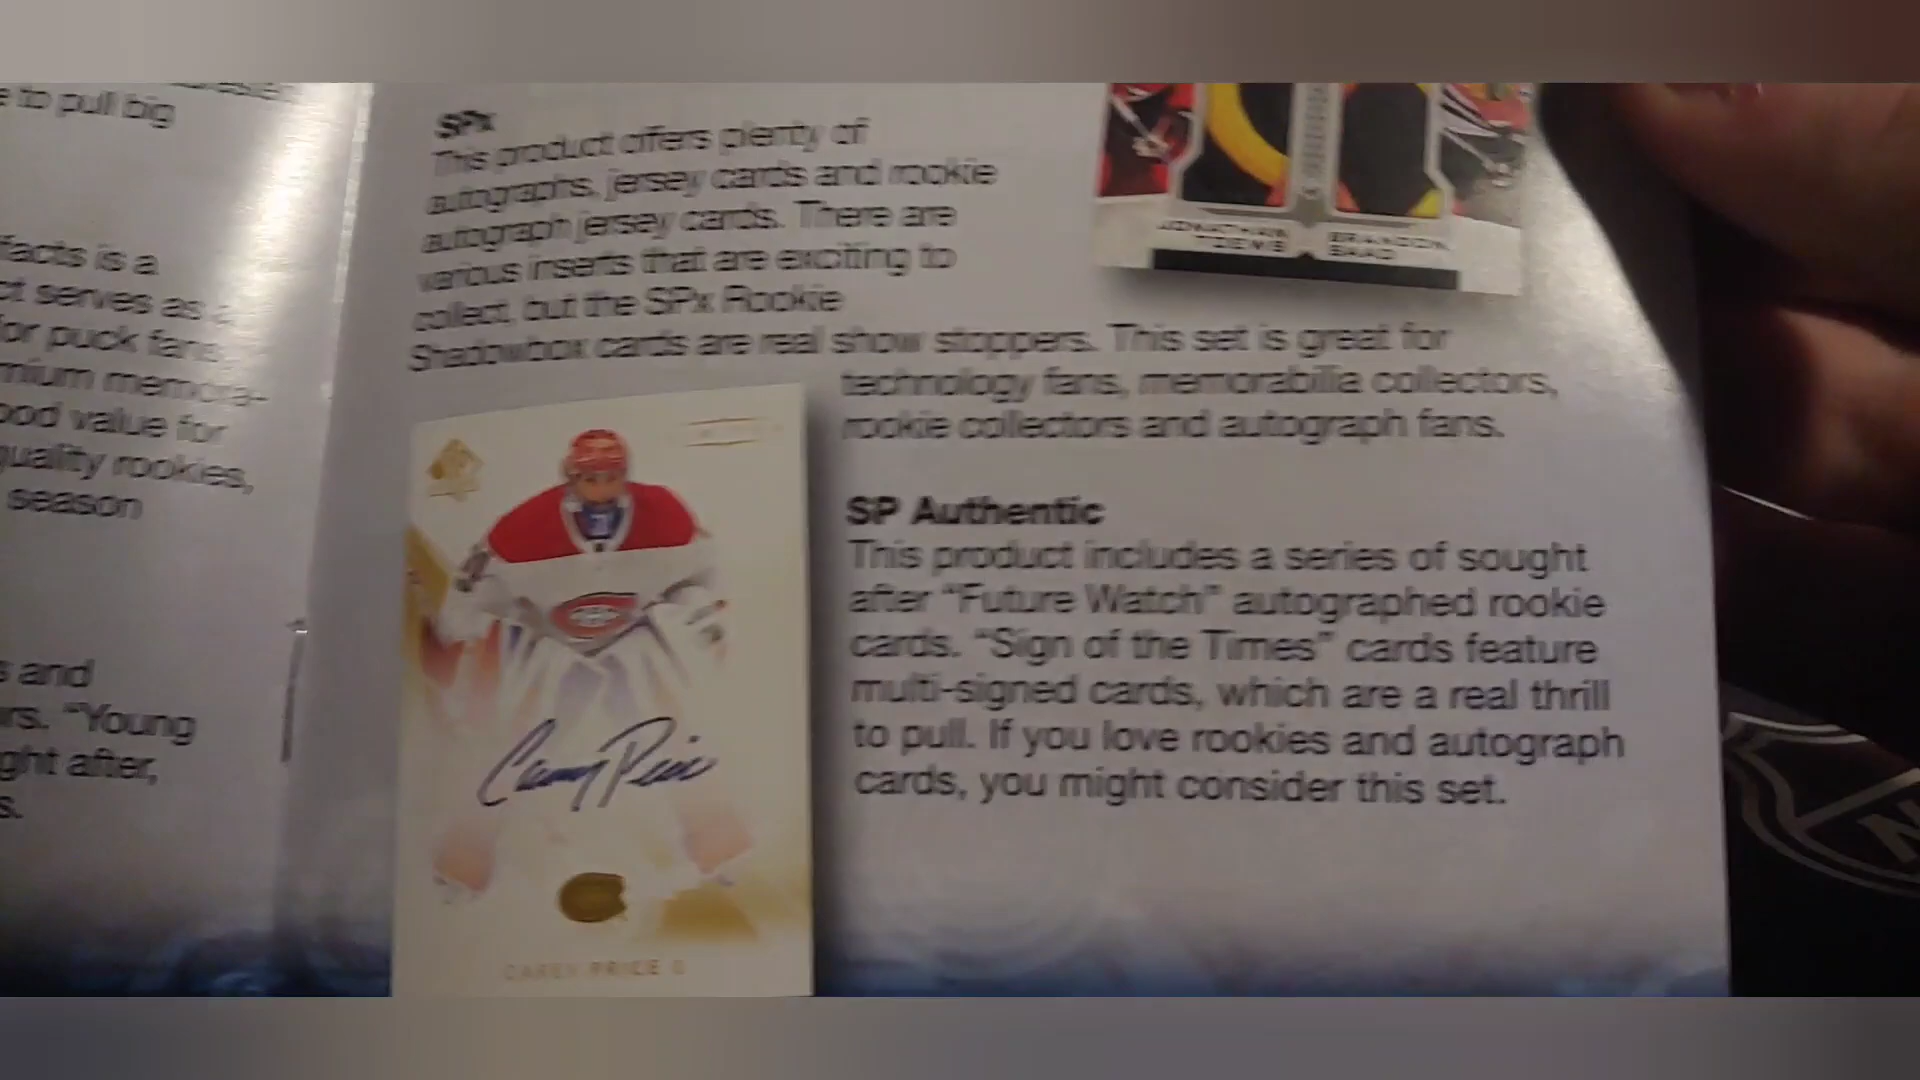 e to pull big
facts is a
ot serves as a
for puck fans,
mium memora-
ood value for
quality rookies,
season
s and
rs. “Young
ght after,
s.
SPx
This product offers plenty of
autographs, jersey cards and rookie
autograph jersey cards. There are
various inserts that are exciting to
collect, but the SPx Rookie
Shadowbox cards are real show stoppers. This set is great for
technology fans, memorabilia collectors,
rookie collectors and autograph fans.
JONATHAN
TOEWS
BRANDON
SAAD
SP Authentic
This product includes a series of sought
after “Future Watch” autographed rookie
cards. “Sign of the Times” cards feature
multi-signed cards, which are a real thrill
to pull. If you love rookies and autograph
cards, you might consider this set.
Carey Price
CAREY PRICE G
N